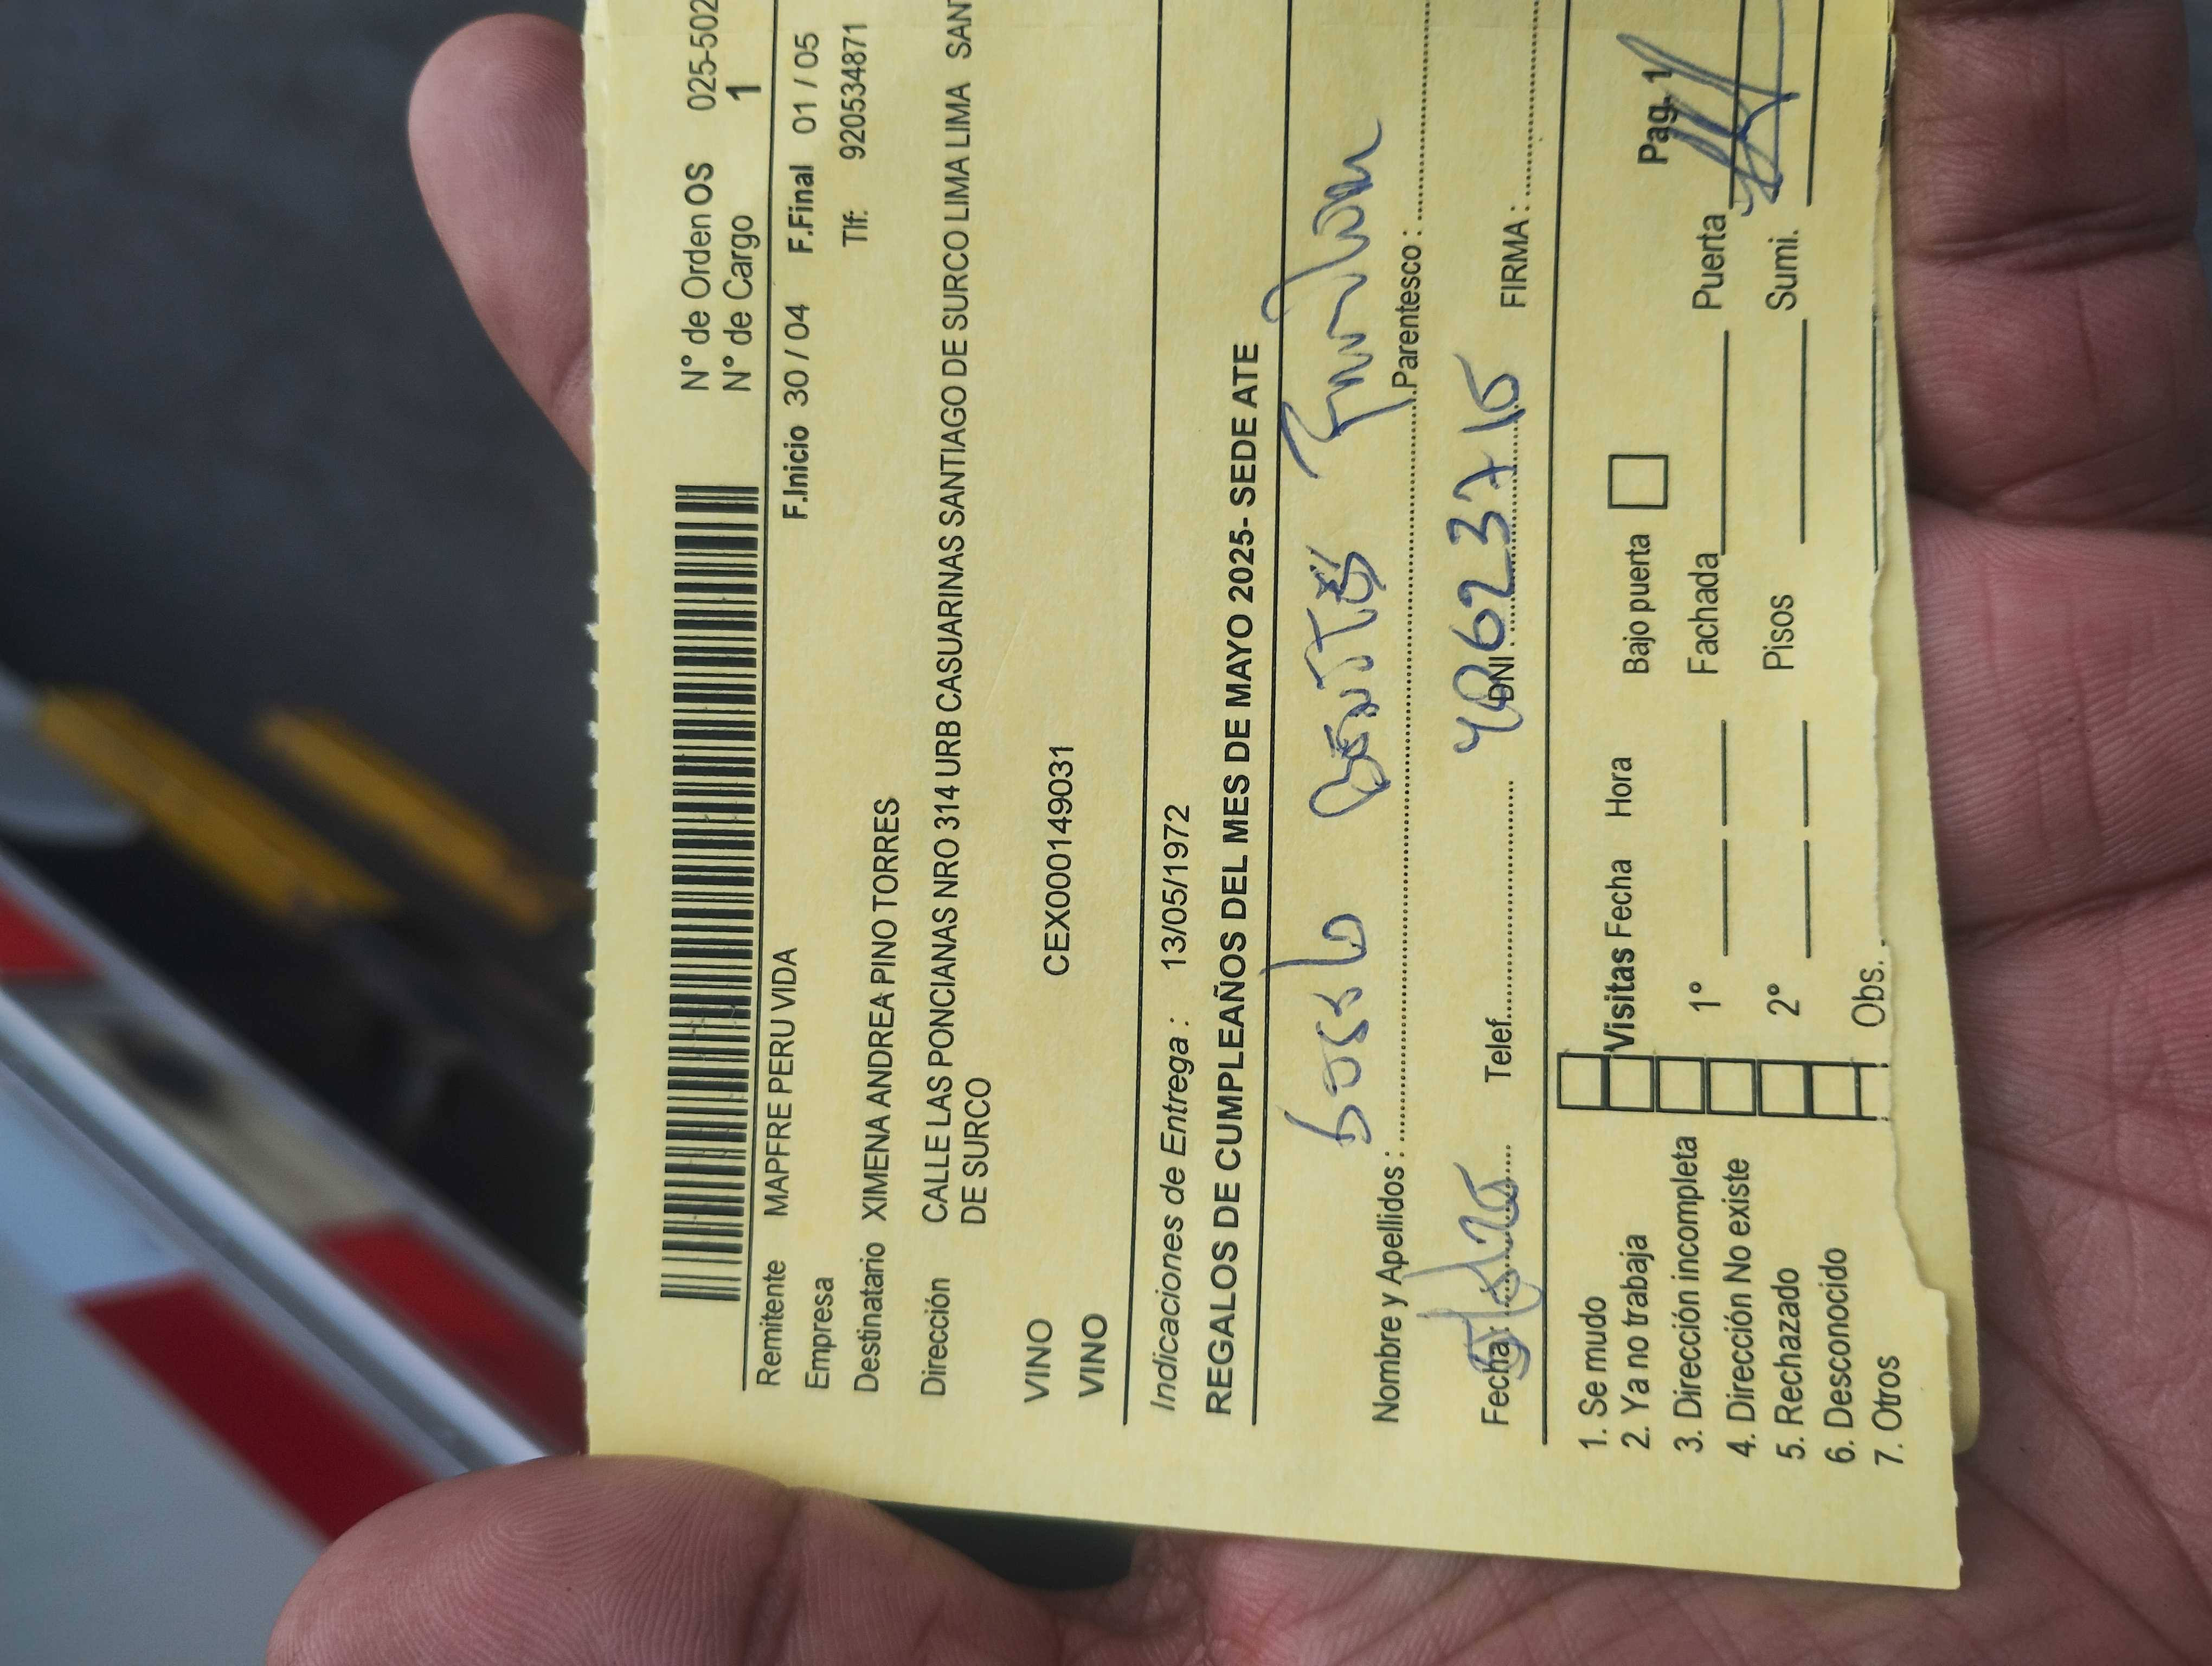 N° de Orden OS 025-502
N° de Cargo 1
Remitente MAPFRE PERU VIDA
F.Inicio 30 / 04 F.Final 01 / 05
Empresa
Tlf: 920534871
Destinatario XIMENA ANDREA PINO TORRES
Dirección CALLE LAS PONCIANAS NRO 314 URB CASUARINAS SANTIAGO DE SURCO LIMA LIMA SANT
DE SURCO
VINO CEX000149031
VINO
Indicaciones de Entrega : 13/05/1972
REGALOS DE CUMPLEAÑOS DEL MES DE MAYO 2025- SEDE ATE
Nombre y Apellidos : Parentesco :
Fecha: Telef. DNI : 48623715 FIRMA :
1. Se mudo
2. Ya no trabaja Visitas Fecha Hora Bajo puerta Pag. 1
3. Dirección incompleta 1° Fachada Puerta
4. Dirección No existe
5. Rechazado 2° Pisos Sumi.
6. Desconocido
7. Otros Obs.